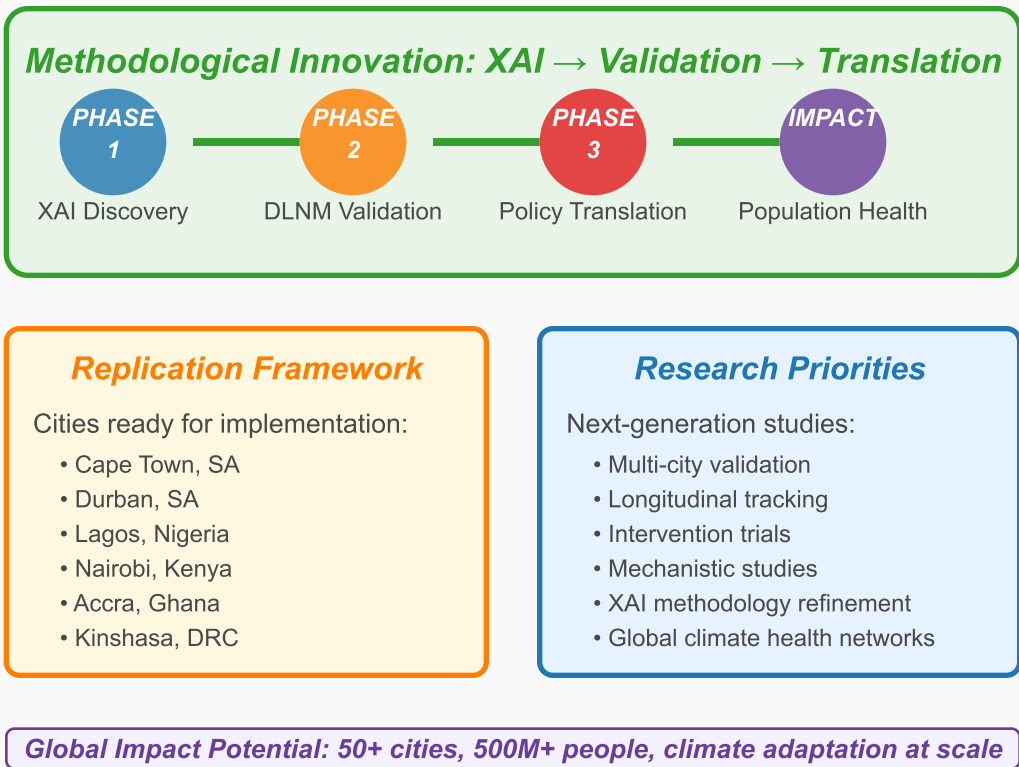 Methodological Innovation: XAI → Validation → Translation
PHASE
1
PHASE
2
PHASE
3
IMPACT
XAI Discovery
DLNM Validation
Policy Translation
Population Health
Replication Framework
Cities ready for implementation:
• Cape Town, SA
• Durban, SA
• Lagos, Nigeria
• Nairobi, Kenya
• Accra, Ghana
• Kinshasa, DRC
Research Priorities
Next-generation studies:
• Multi-city validation
• Longitudinal tracking
• Intervention trials
• Mechanistic studies
• XAI methodology refinement
• Global climate health networks
Global Impact Potential: 50+ cities, 500M+ people, climate adaptation at scale